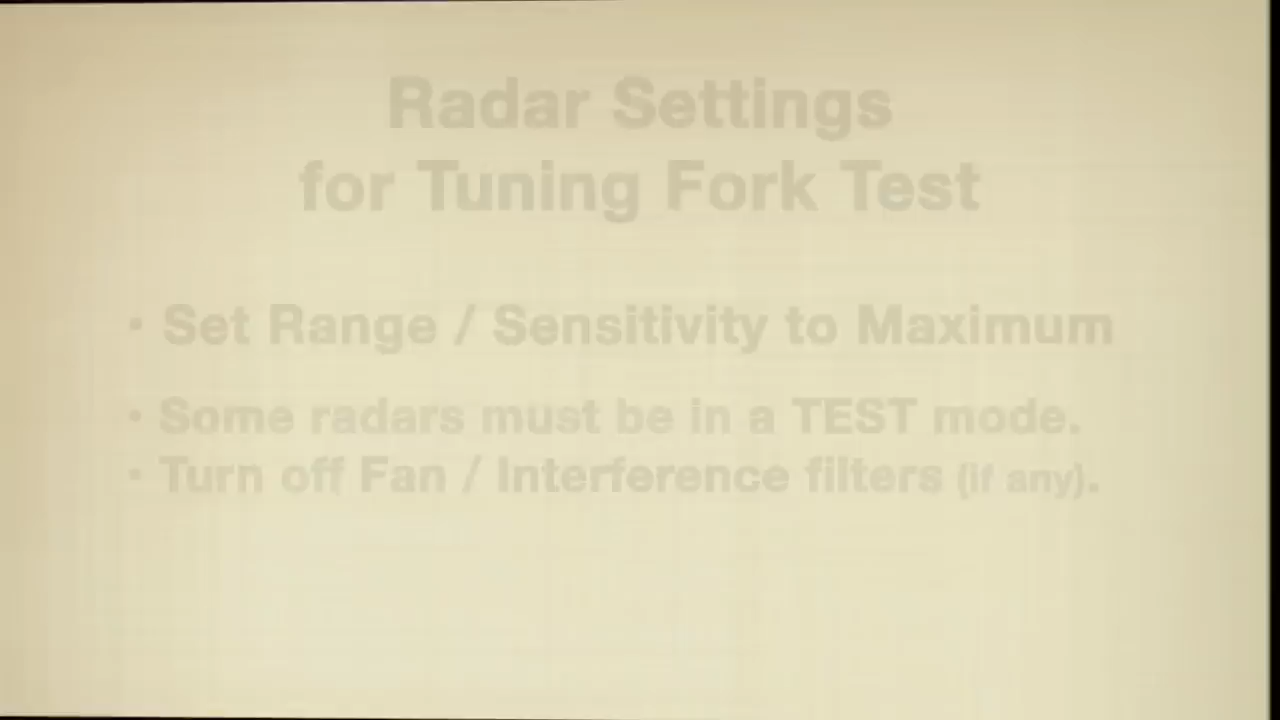 Radar Settings
for Tuning Fork Test
• Set Range / Sensitivity to Maximum
• Some radars must be in a TEST mode.
• Turn off Fan / Interference filters (if any).